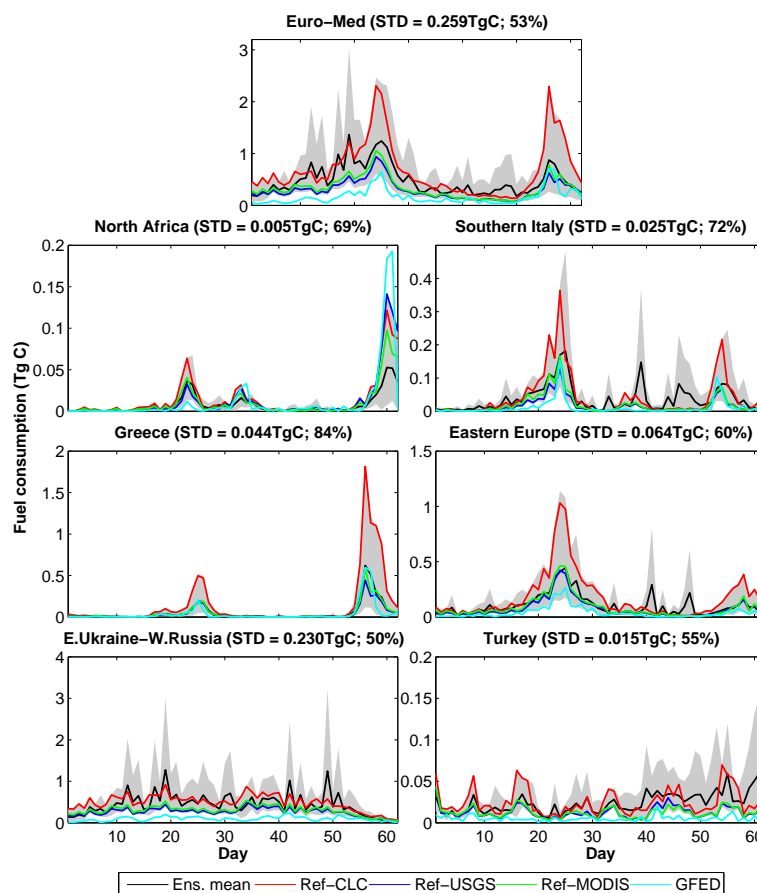 Euro−Med (STD = 0.259TgC; 53%)
3
2
1
0
North Africa (STD = 0.005TgC; 69%)
Southern Italy (STD = 0.025TgC; 72%)
0.2
0.15
0.1
0.05
0
0.4
0.3
0.2
0.1
0
Greece (STD = 0.044TgC; 84%)
Eastern Europe (STD = 0.064TgC; 60%)
2
1.5
1
0.5
0
1.5
1
0.5
0
Fuel consumption (Tg C)
E.Ukraine−W.Russia (STD = 0.230TgC; 50%)
Turkey (STD = 0.015TgC; 55%)
4
3
2
1
0
0.2
0.15
0.1
0.05
0
10 20 30 40 50 60
10 20 30 40 50 60
Day
Day
Ens. mean Ref−CLC Ref−USGS Ref−MODIS GFED